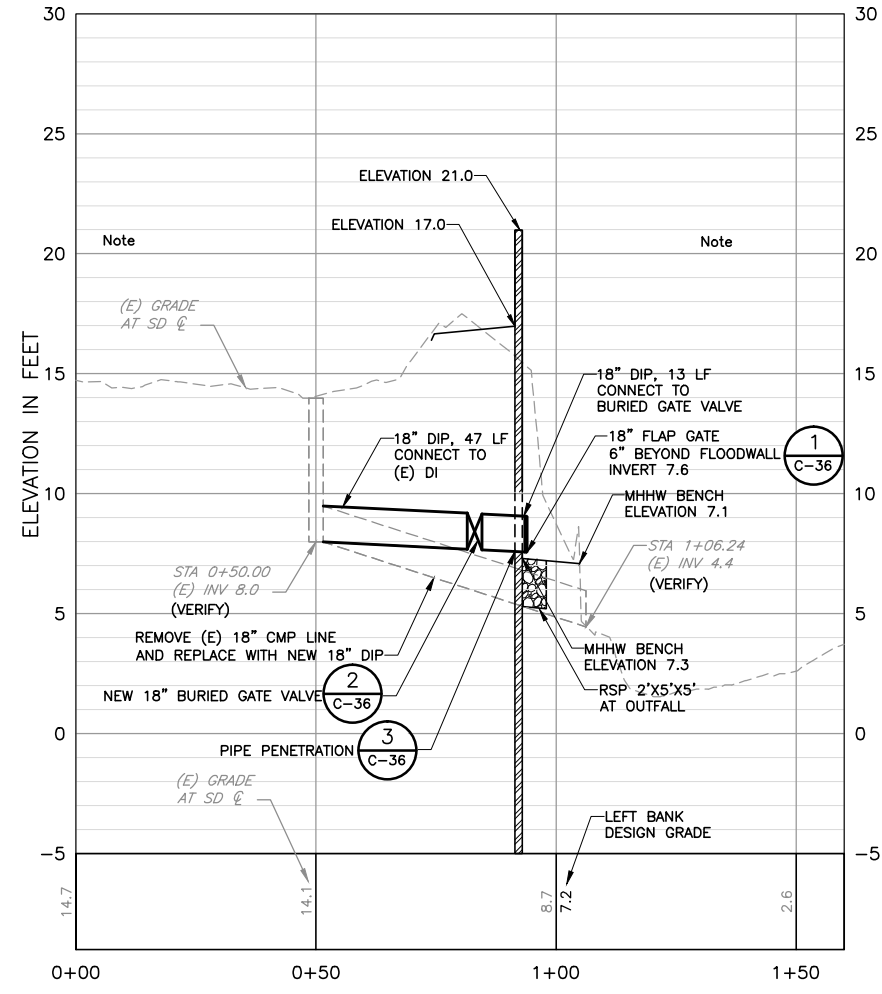 30
30
25
25
ELEVATION 21.0
ELEVATION 17.0
Note
Note
20
20
(E) GRADE
AT SD ℄
ELEVATION IN FEET
15
15
18" DIP, 13 LF
CONNECT TO
BURIED GATE VALVE
18" DIP, 47 LF
CONNECT TO
(E) DI
18" FLAP GATE
6" BEYOND FLOODWALL
INVERT 7.6
1
C-36
10
10
MHHW BENCH
ELEVATION 7.1
STA 1+06.24
(E) INV 4.4
(VERIFY)
STA 0+50.00
(E) INV 8.0
(VERIFY)
5
5
REMOVE (E) 18" CMP LINE
AND REPLACE WITH NEW 18" DIP
MHHW BENCH
ELEVATION 7.3
NEW 18" BURIED GATE VALVE
2
C-36
RSP 2'X5'X5'
AT OUTFALL
0
0
PIPE PENETRATION
3
C-36
(E) GRADE
AT SD ℄
LEFT BANK
DESIGN GRADE
-5
-5
14.7
14.1
8.7
7.2
2.6
0+00
0+50
1+00
1+50